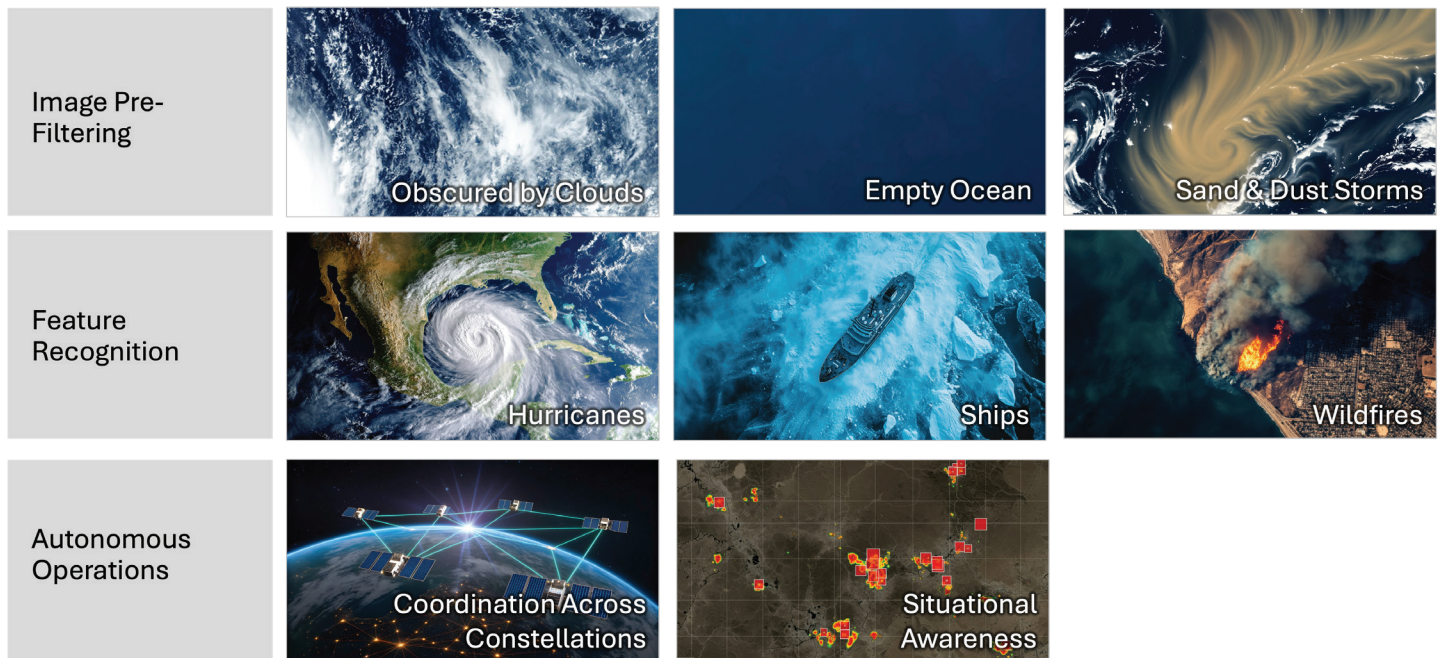 Image Pre-
Filtering
Obscured by Clouds
Empty Ocean
Sand & Dust Storms
Feature
Recognition
Hurricanes
Ships
Wildfires
Autonomous
Operations
Coordination Across
Constellations
Situational
Awareness